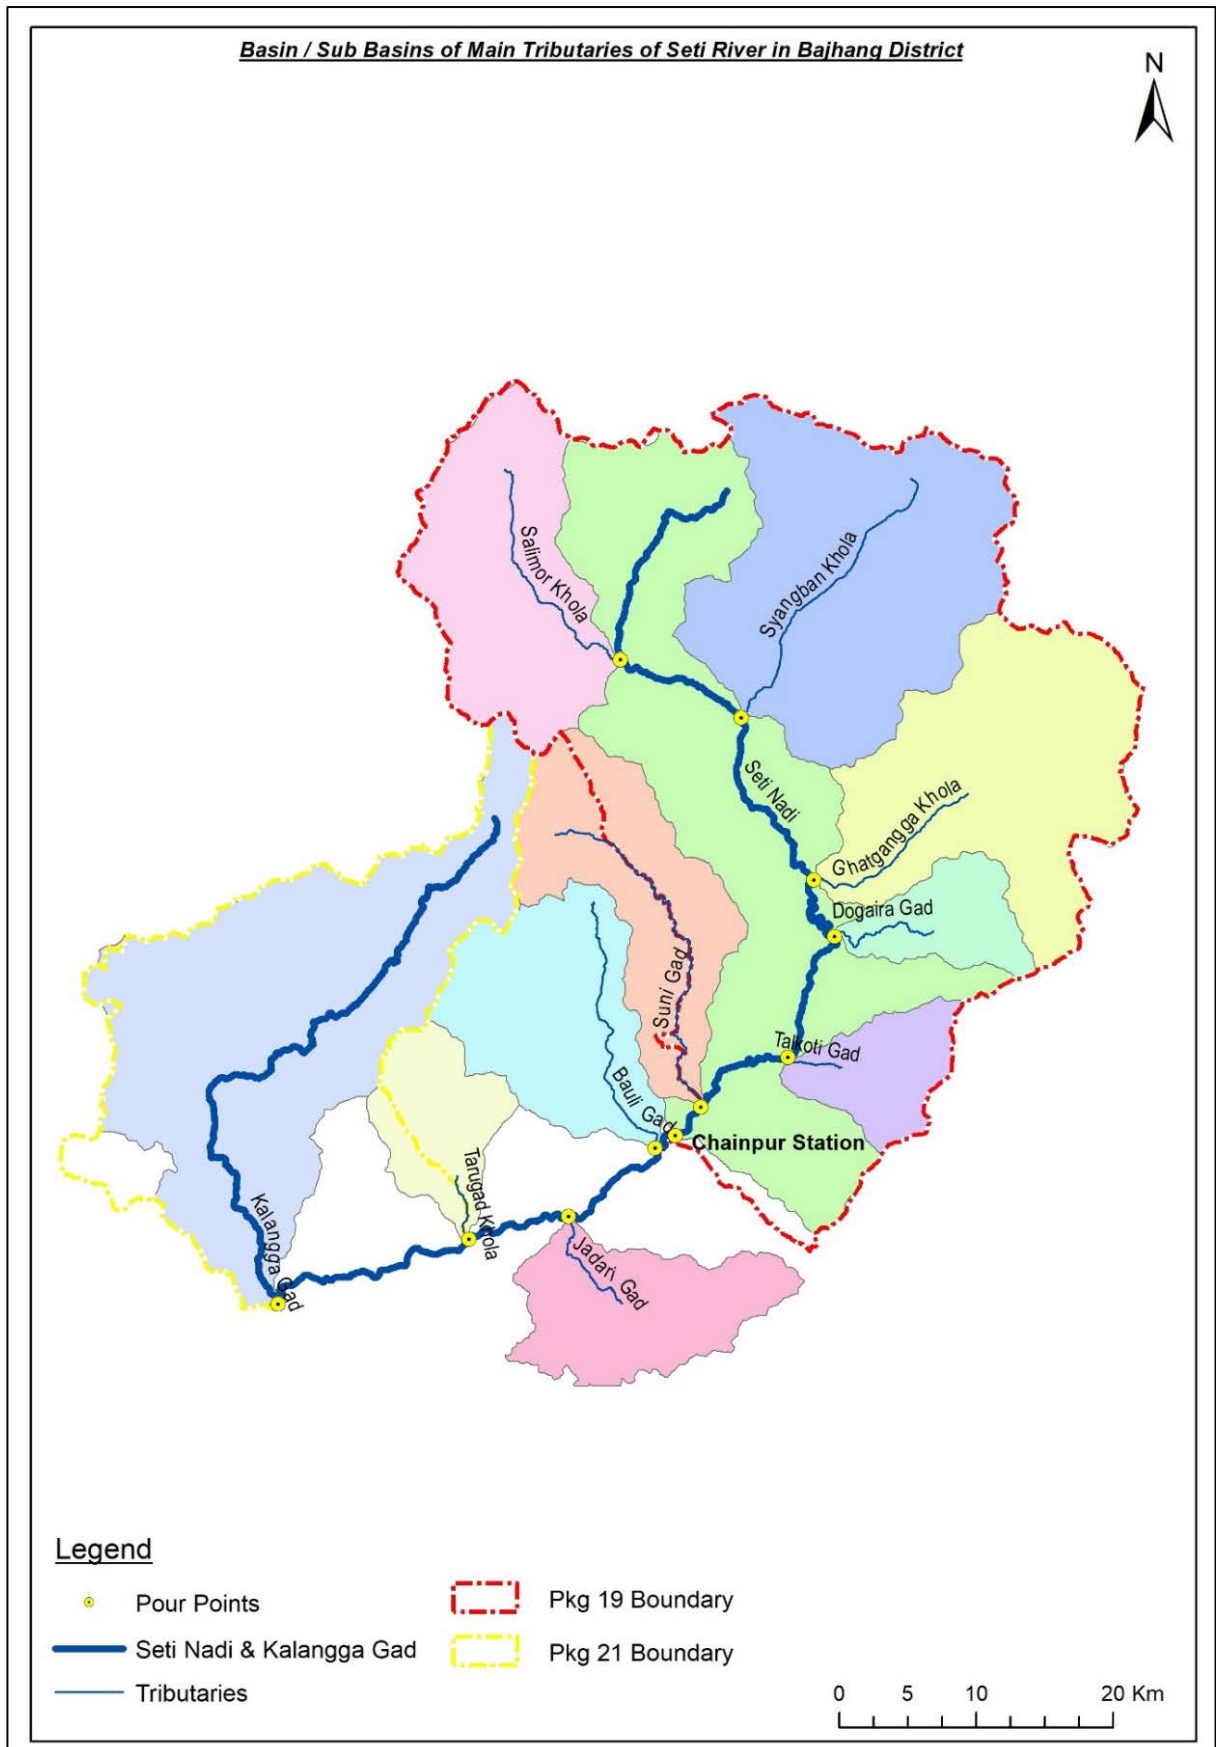 Basin / Sub Basins of Main Tributaries of Seti River in Bajhang District
N
Salimor Khola
Syangban Khola
Seti Nadi
Ghatgangga Khola
Dogaira Gad
Suni Gad
Talkoti Gad
Bauli Gad
Chainpur Station
Tarugad Khola
Kalangga Gad
Jadari Gad
Legend
Pour Points
Pkg 19 Boundary
Seti Nadi & Kalangga Gad
Pkg 21 Boundary
Tributaries
0 5 10 20 Km